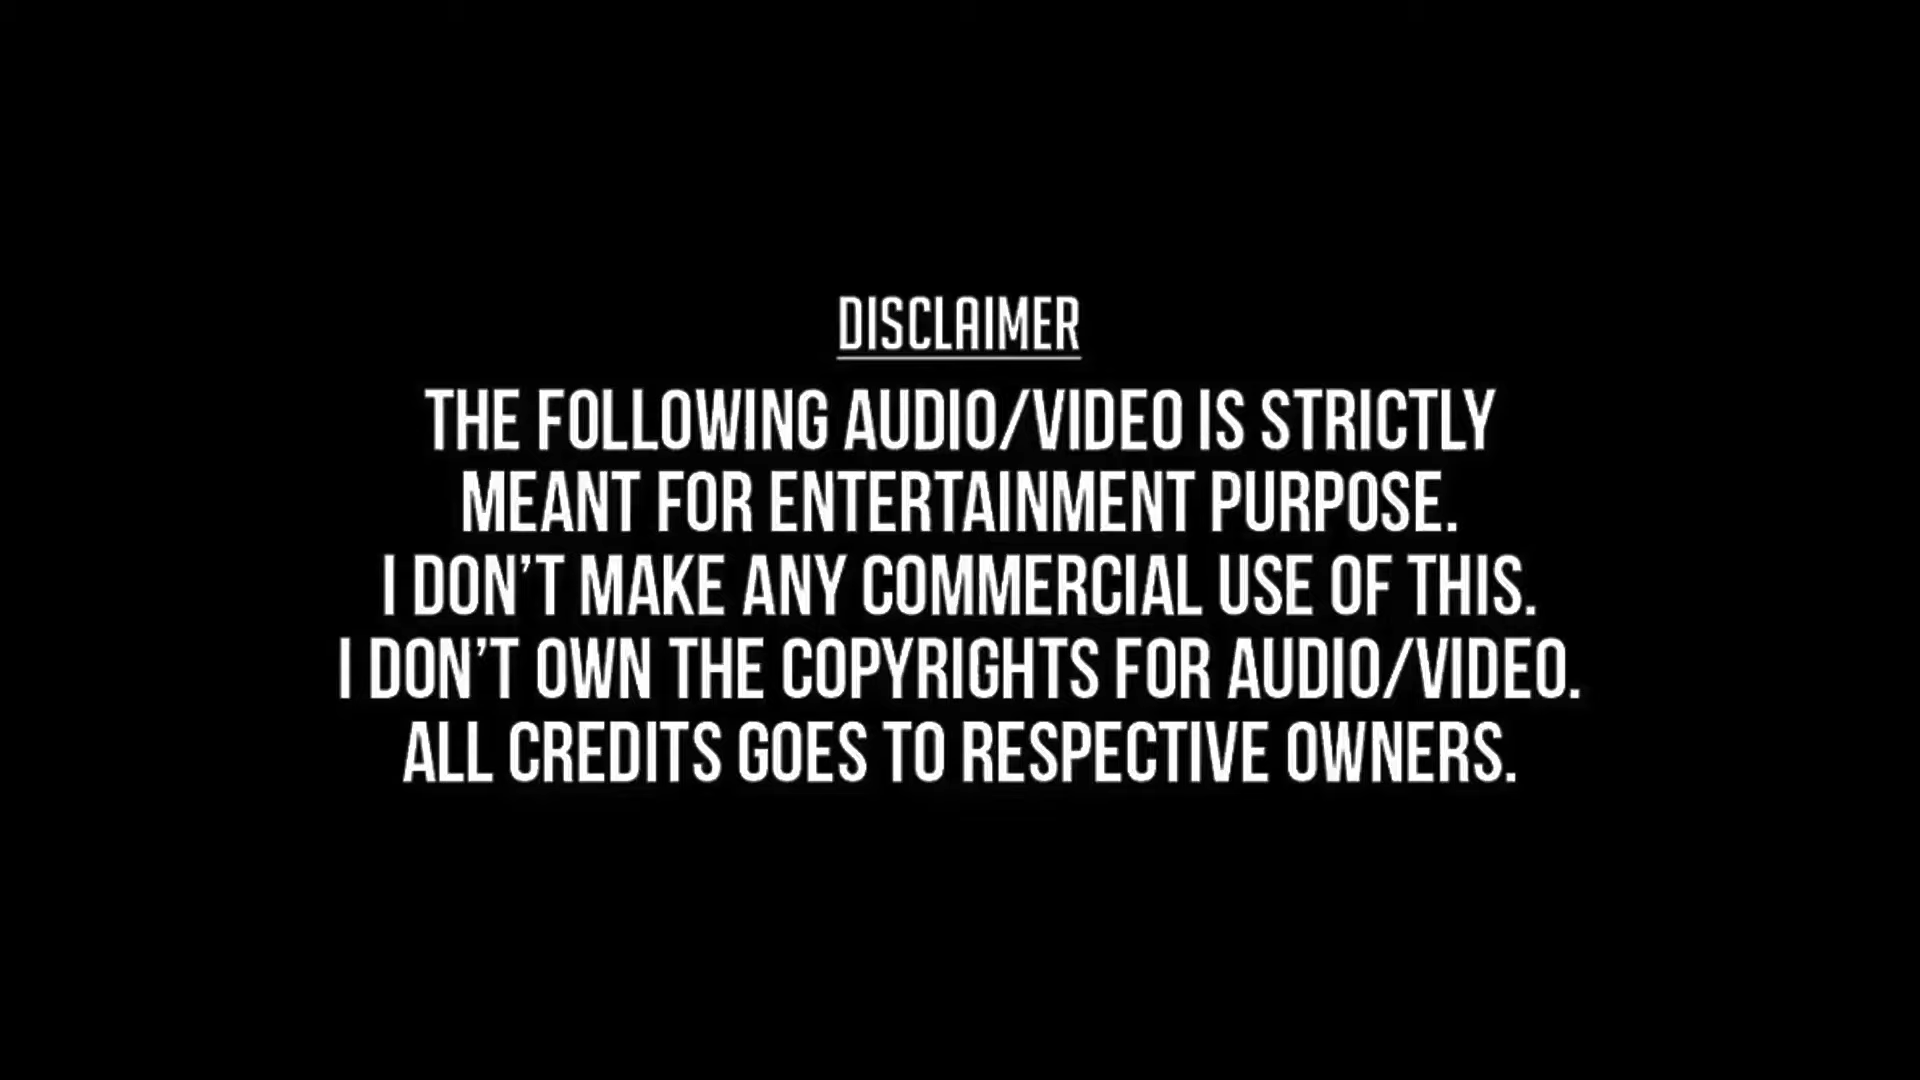 DISCLAIMER
THE FOLLOWING AUDIO/VIDEO IS STRICTLY
MEANT FOR ENTERTAINMENT PURPOSE.
I DON’T MAKE ANY COMMERCIAL USE OF THIS.
I DON’T OWN THE COPYRIGHTS FOR AUDIO/VIDEO.
ALL CREDITS GOES TO RESPECTIVE OWNERS.